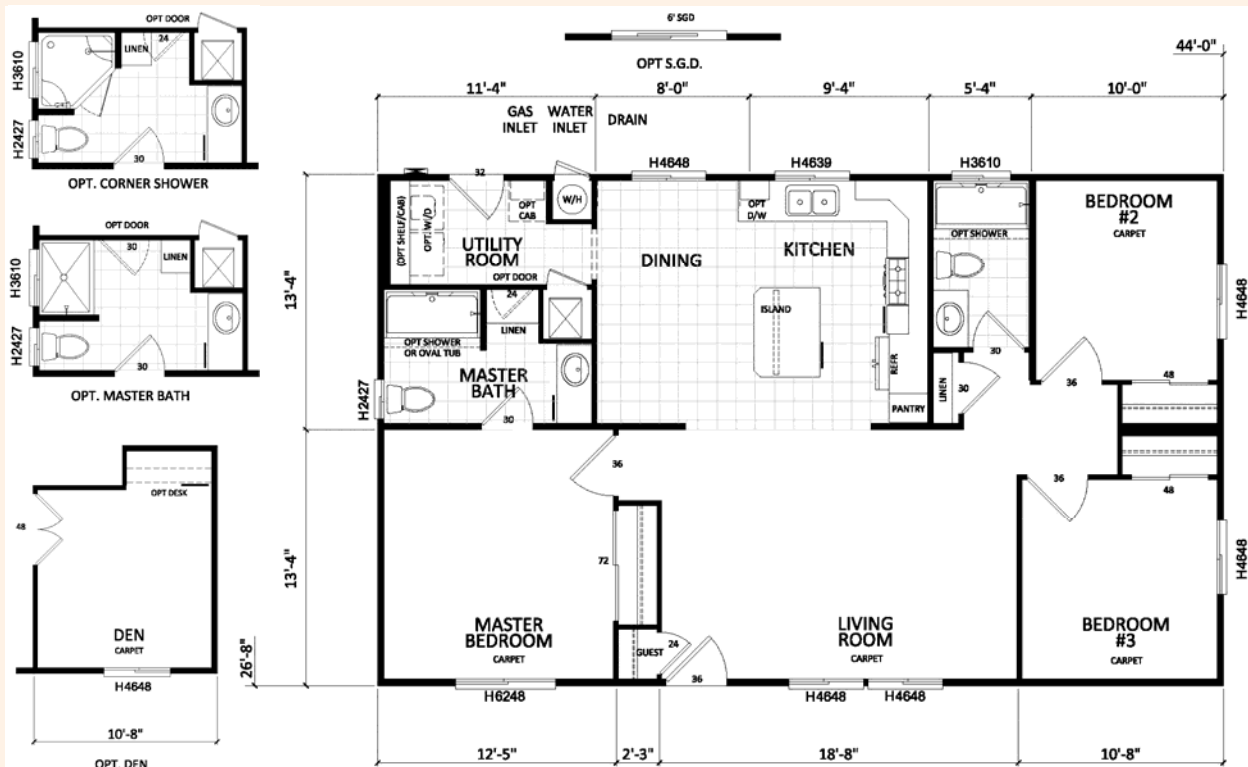 OPT DOOR
24
LINEN
H3610
H2427
30
OPT. CORNER SHOWER
OPT DOOR
30
LINEN
H3610
H2427
30
OPT. MASTER BATH
OPT DESK
48
DEN
CARPET
H4648
10'-8"
OPT. DEN
6' SGD
OPT S.G.D.
44'-0"
11'-4"
8'-0"
9'-4"
5'-4"
10'-0"
GAS
INLET
WATER
INLET
DRAIN
H4648
H4639
H3610
32
(OPT SHELF/CAB)
OPT. W/D
OPT
CAB
W/H
UTILITY
ROOM
OPT DOOR
24
LINEN
OPT SHOWER
OR OVAL TUB
MASTER
BATH
30
H2427
DINING
OPT
D/W
KITCHEN
ISLAND
REFR
PANTRY
OPT SHOWER
30
LINEN
30
BEDROOM
#2
CARPET
H4648
36
48
13'-4"
13'-4"
26'-8"
36
72
MASTER
BEDROOM
CARPET
GUEST
24
36
H6248
LIVING
ROOM
CARPET
H4648
H4648
36
48
BEDROOM
#3
CARPET
H4648
12'-5"
2'-3"
18'-8"
10'-8"